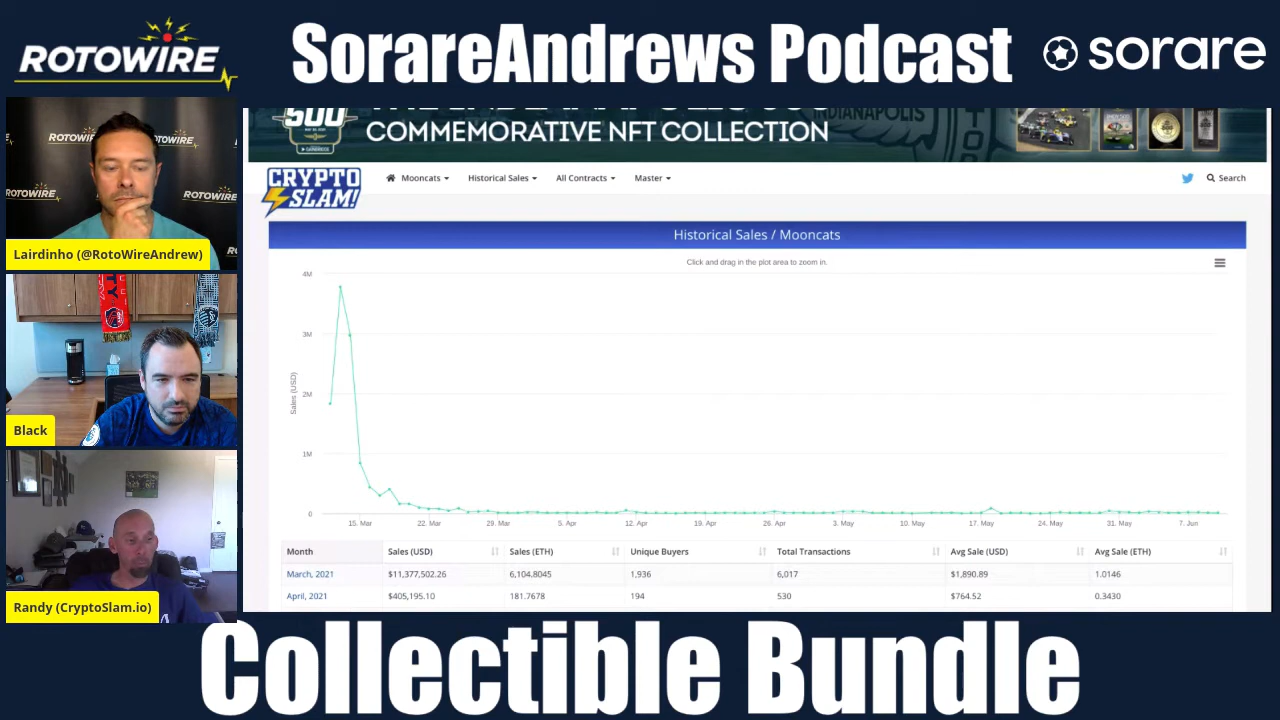 ROTOWIRE
SorareAndrews Podcast
sorare
500
COMMEMORATIVE NFT COLLECTION
INDIANAPOLIS
CRYPTO
SLAM!
Mooncats
Historical Sales
All Contracts
Master
Search
Historical Sales / Mooncats
Click and drag in the plot area to zoom in.
Sales (USD)
4M
3M
2M
1M
0
15. Mar 22. Mar 29. Mar 5. Apr 12. Apr 19. Apr 26. Apr 3. May 10. May 17. May 24. May 31. May 7. Jun
Month Sales (USD) Sales (ETH) Unique Buyers Total Transactions Avg Sale (USD) Avg Sale (ETH)
March, 2021 $11,377,502.26 6,104.8045 1,936 6,017 $1,890.89 1.0146
April, 2021 $405,195.10 181.7678 194 530 $764.52 0.3430
ROTOWIRE
ROTOWIRE
ROTOWIRE
Lairdinho (@RotoWireAndrew)
Black
Randy (CryptoSlam.io)
Collectible Bundle